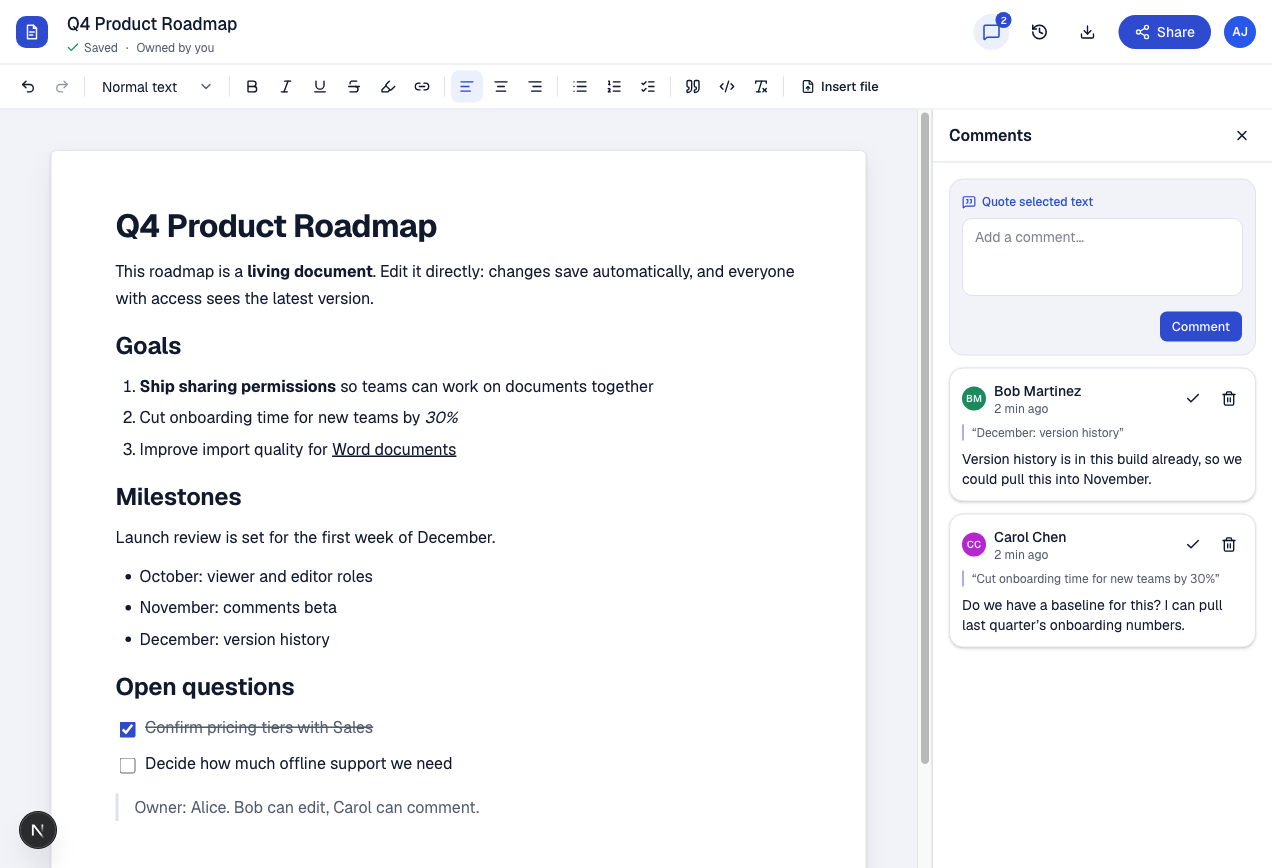 Q4 Product Roadmap
Saved · Owned by you
2
Share
AJ
Normal text
Insert file
Q4 Product Roadmap
This roadmap is a living document. Edit it directly: changes save automatically, and everyone
with access sees the latest version.
Goals
1. Ship sharing permissions so teams can work on documents together
2. Cut onboarding time for new teams by 30%
3. Improve import quality for Word documents
Milestones
Launch review is set for the first week of December.
• October: viewer and editor roles
• November: comments beta
• December: version history
Open questions
Confirm pricing tiers with Sales
Decide how much offline support we need
Owner: Alice. Bob can edit, Carol can comment.
N
Comments
Quote selected text
Add a comment…
Comment
BM
Bob Martinez
2 min ago
“December: version history”
Version history is in this build already, so we
could pull this into November.
CC
Carol Chen
2 min ago
“Cut onboarding time for new teams by 30%”
Do we have a baseline for this? I can pull
last quarter’s onboarding numbers.